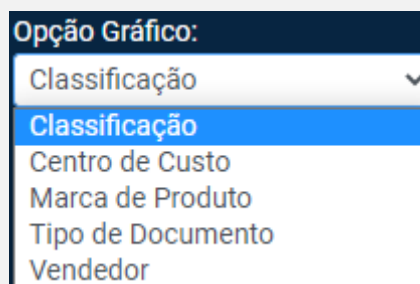 Opção Gráfico:
Classificação
Classificação
Centro de Custo
Marca de Produto
Tipo de Documento
Vendedor